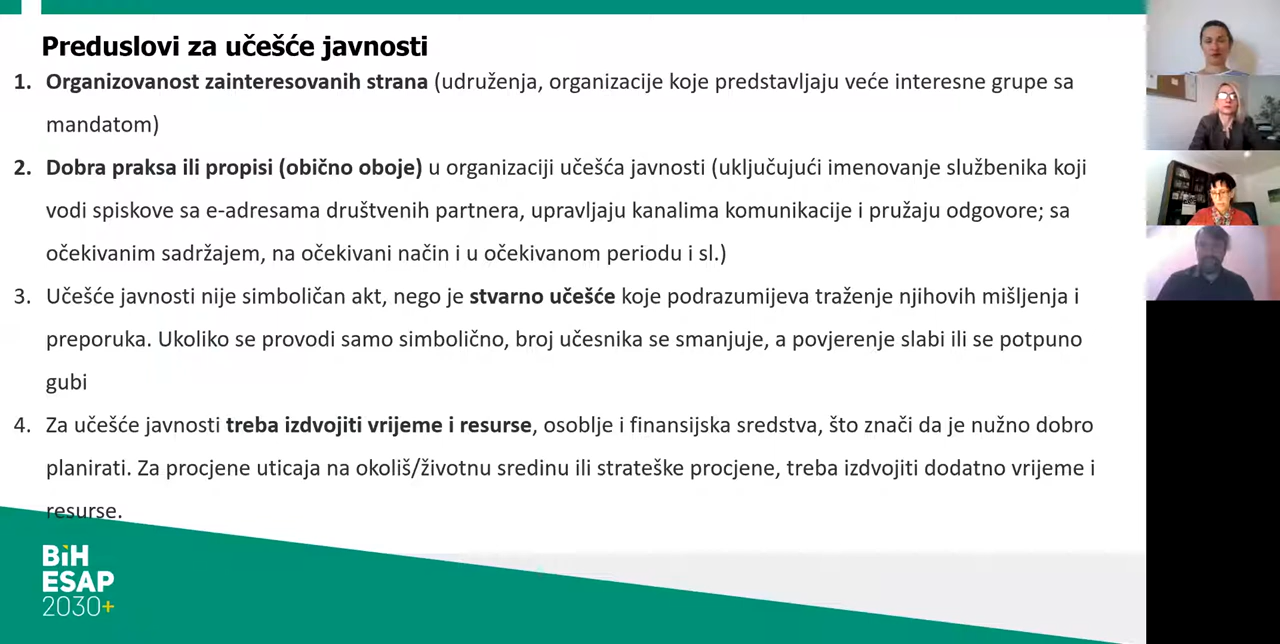 Preduslovi za učešće javnosti
1. Organizovanost zainteresovanih strana (udruženja, organizacije koje predstavljaju veće interesne grupe sa
mandatom)
2. Dobra praksa ili propisi (obično oboje) u organizaciji učešća javnosti (uključujući imenovanje službenika koji
vodi spiskove sa e-adresama društvenih partnera, upravljaju kanalima komunikacije i pružaju odgovore; sa
očekivanim sadržajem, na očekivani način i u očekivanom periodu i sl.)
3. Učešće javnosti nije simboličan akt, nego je stvarno učešće koje podrazumijeva traženje njihovih mišljenja i
preporuka. Ukoliko se provodi samo simbolično, broj učesnika se smanjuje, a povjerenje slabi ili se potpuno
gubi
4. Za učešće javnosti treba izdvojiti vrijeme i resurse, osoblje i finansijska sredstva, što znači da je nužno dobro
planirati. Za procjene uticaja na okoliš/životnu sredinu ili strateške procjene, treba izdvojiti dodatno vrijeme i
resurse.
BiH
ESAP
2030+